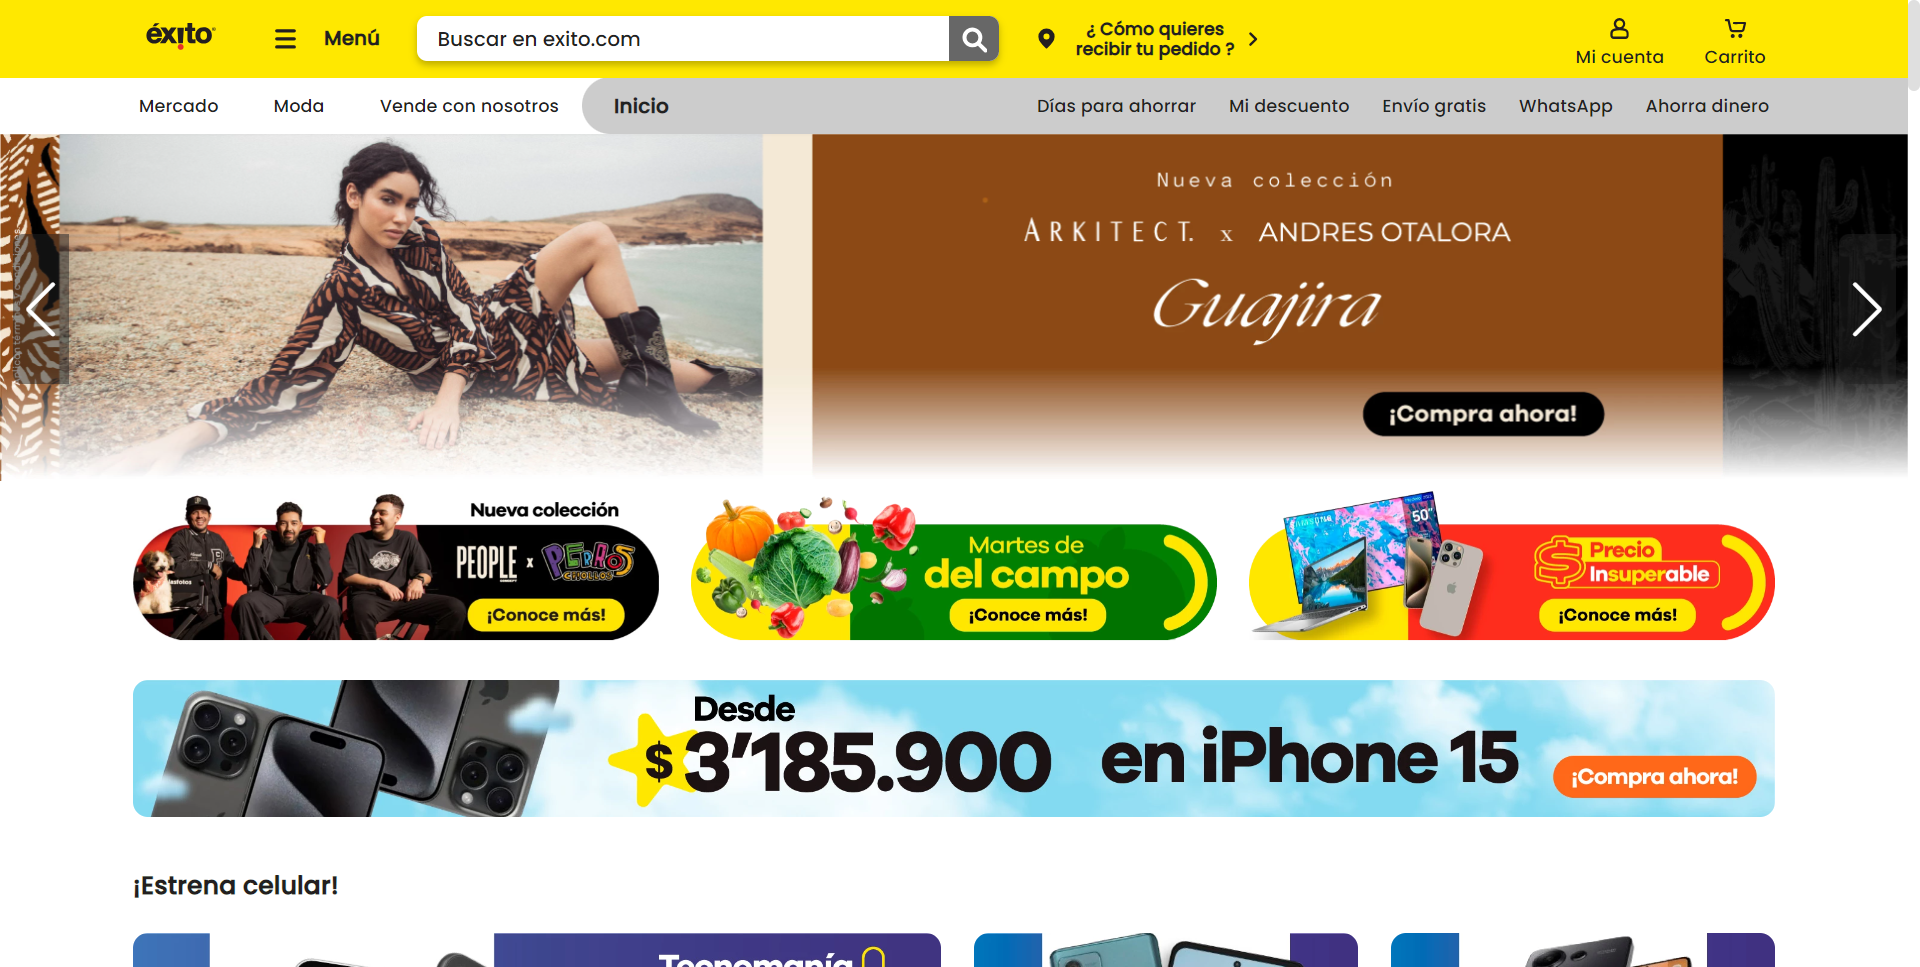 éxito
Menú
Buscar en exito.com
¿ Cómo quieres
recibir tu pedido ?
Mi cuenta
Carrito
Mercado
Moda
Vende con nosotros
Inicio
Días para ahorrar
Mi descuento
Envío gratis
WhatsApp
Ahorra dinero
Nueva colección
ARKITECT. x ANDRES OTALORA
Guajira
¡Compra ahora!
Nueva colección
PEOPLE x PERROS
CRIOLLOS
¡Conoce más!
Martes de
del campo
¡Conoce más!
SAMSUNG
50"
Precio
Insuperable
¡Conoce más!
Desde
$ 3'185.900 en iPhone 15
¡Compra ahora!
¡Estrena celular!
Tecnomanía